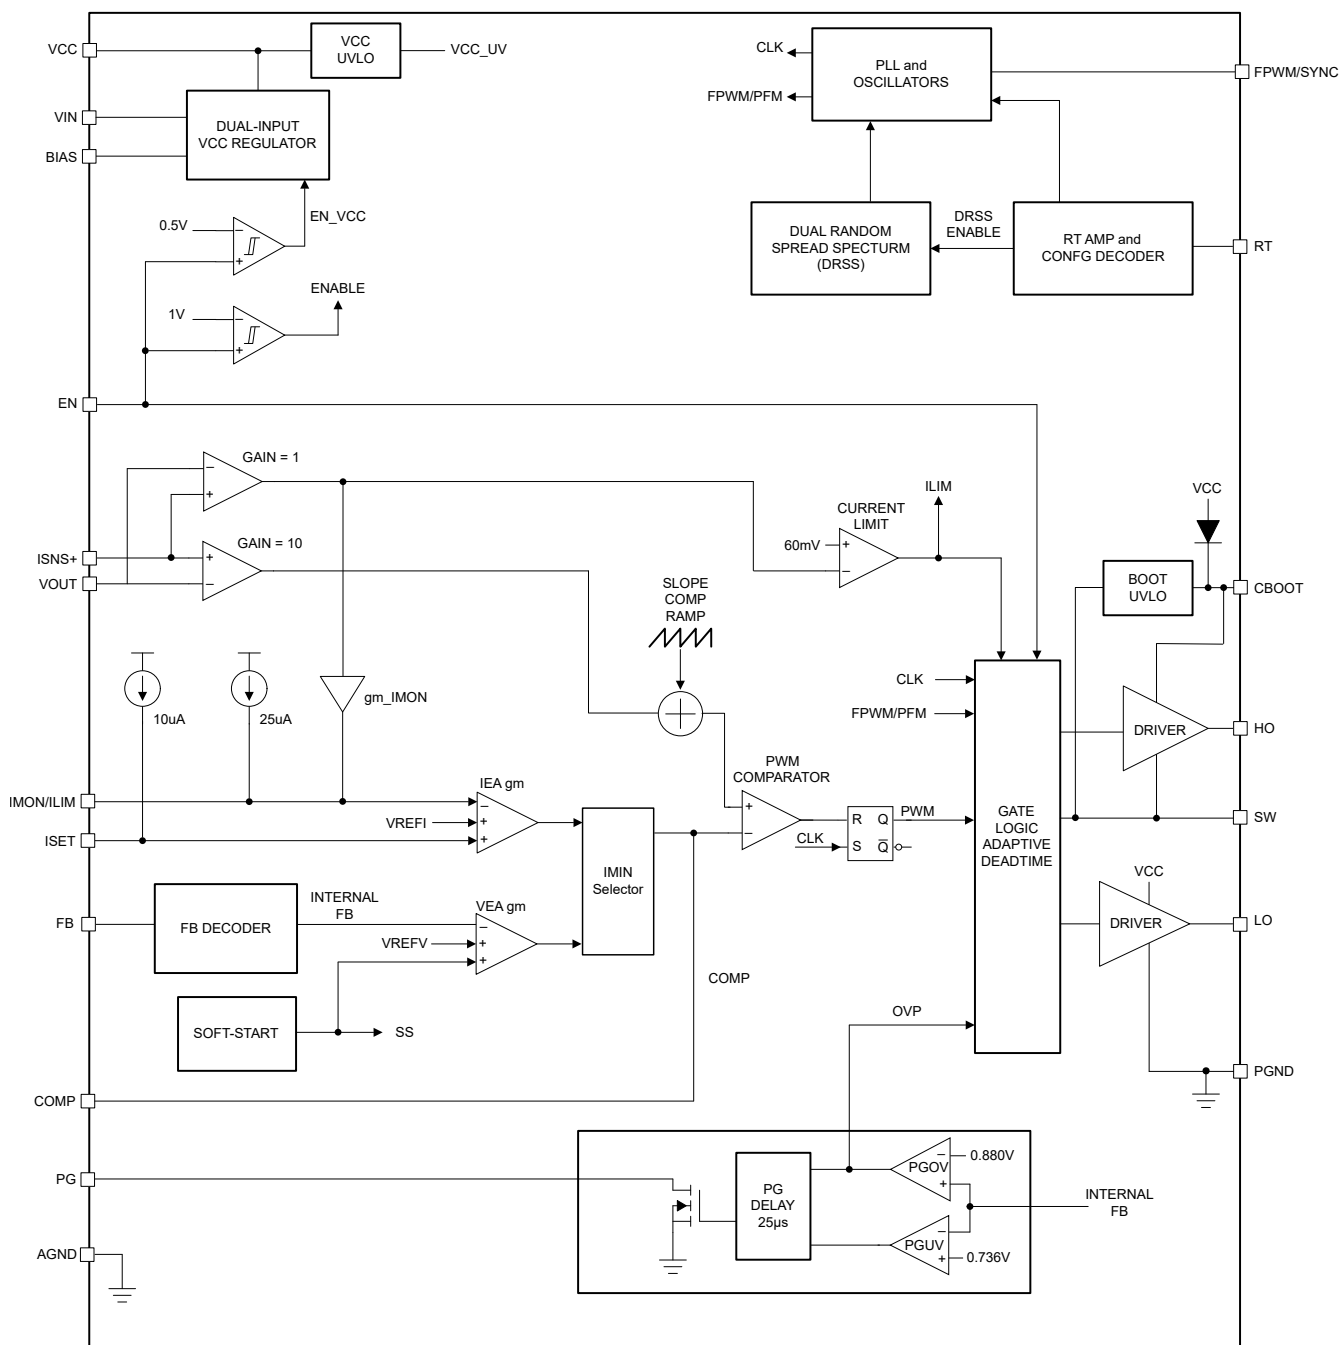 VCC
VCC
UVLO
VCC_UV
VIN
BIAS
DUAL-INPUT
VCC REGULATOR
EN_VCC
0.5V
−
+
ENABLE
1V
−
+
EN
CLK
FPWM/PFM
PLL and
OSCILLATORS
FPWM/SYNC
DUAL RANDOM
SPREAD SPECTURM
(DRSS)
DRSS
ENABLE
RT AMP and
CONFG DECODER
RT
GAIN = 1
−
+
GAIN = 10
+
−
ISNS+
VOUT
CURRENT
LIMIT
60mV
+
−
ILIM
VCC
BOOT
UVLO
CBOOT
SLOPE
COMP
RAMP
10uA
25uA
gm_IMON
CLK
FPWM/PFM
DRIVER
HO
IMON/ILIM
ISET
IEA gm
VREFI
−
+
+
IMIN
Selector
PWM
COMPARATOR
+
−
CLK
R
Q
S
Q
PWM
GATE
LOGIC
ADAPTIVE
DEADTIME
SW
VCC
DRIVER
LO
FB
FB DECODER
INTERNAL
FB
VEA gm
VREFV
−
+
+
SOFT-START
SS
COMP
OVP
PGND
COMP
PG
PG
DELAY
25µs
PGOV
−
+
0.880V
PGUV
−
+
0.736V
INTERNAL
FB
AGND